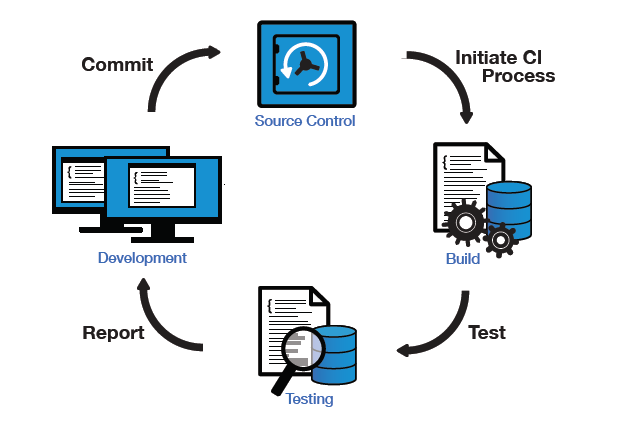 Commit
Initiate CI
Process
Source Control
{
{
{
Development
Build
Report
Test
{
Testing